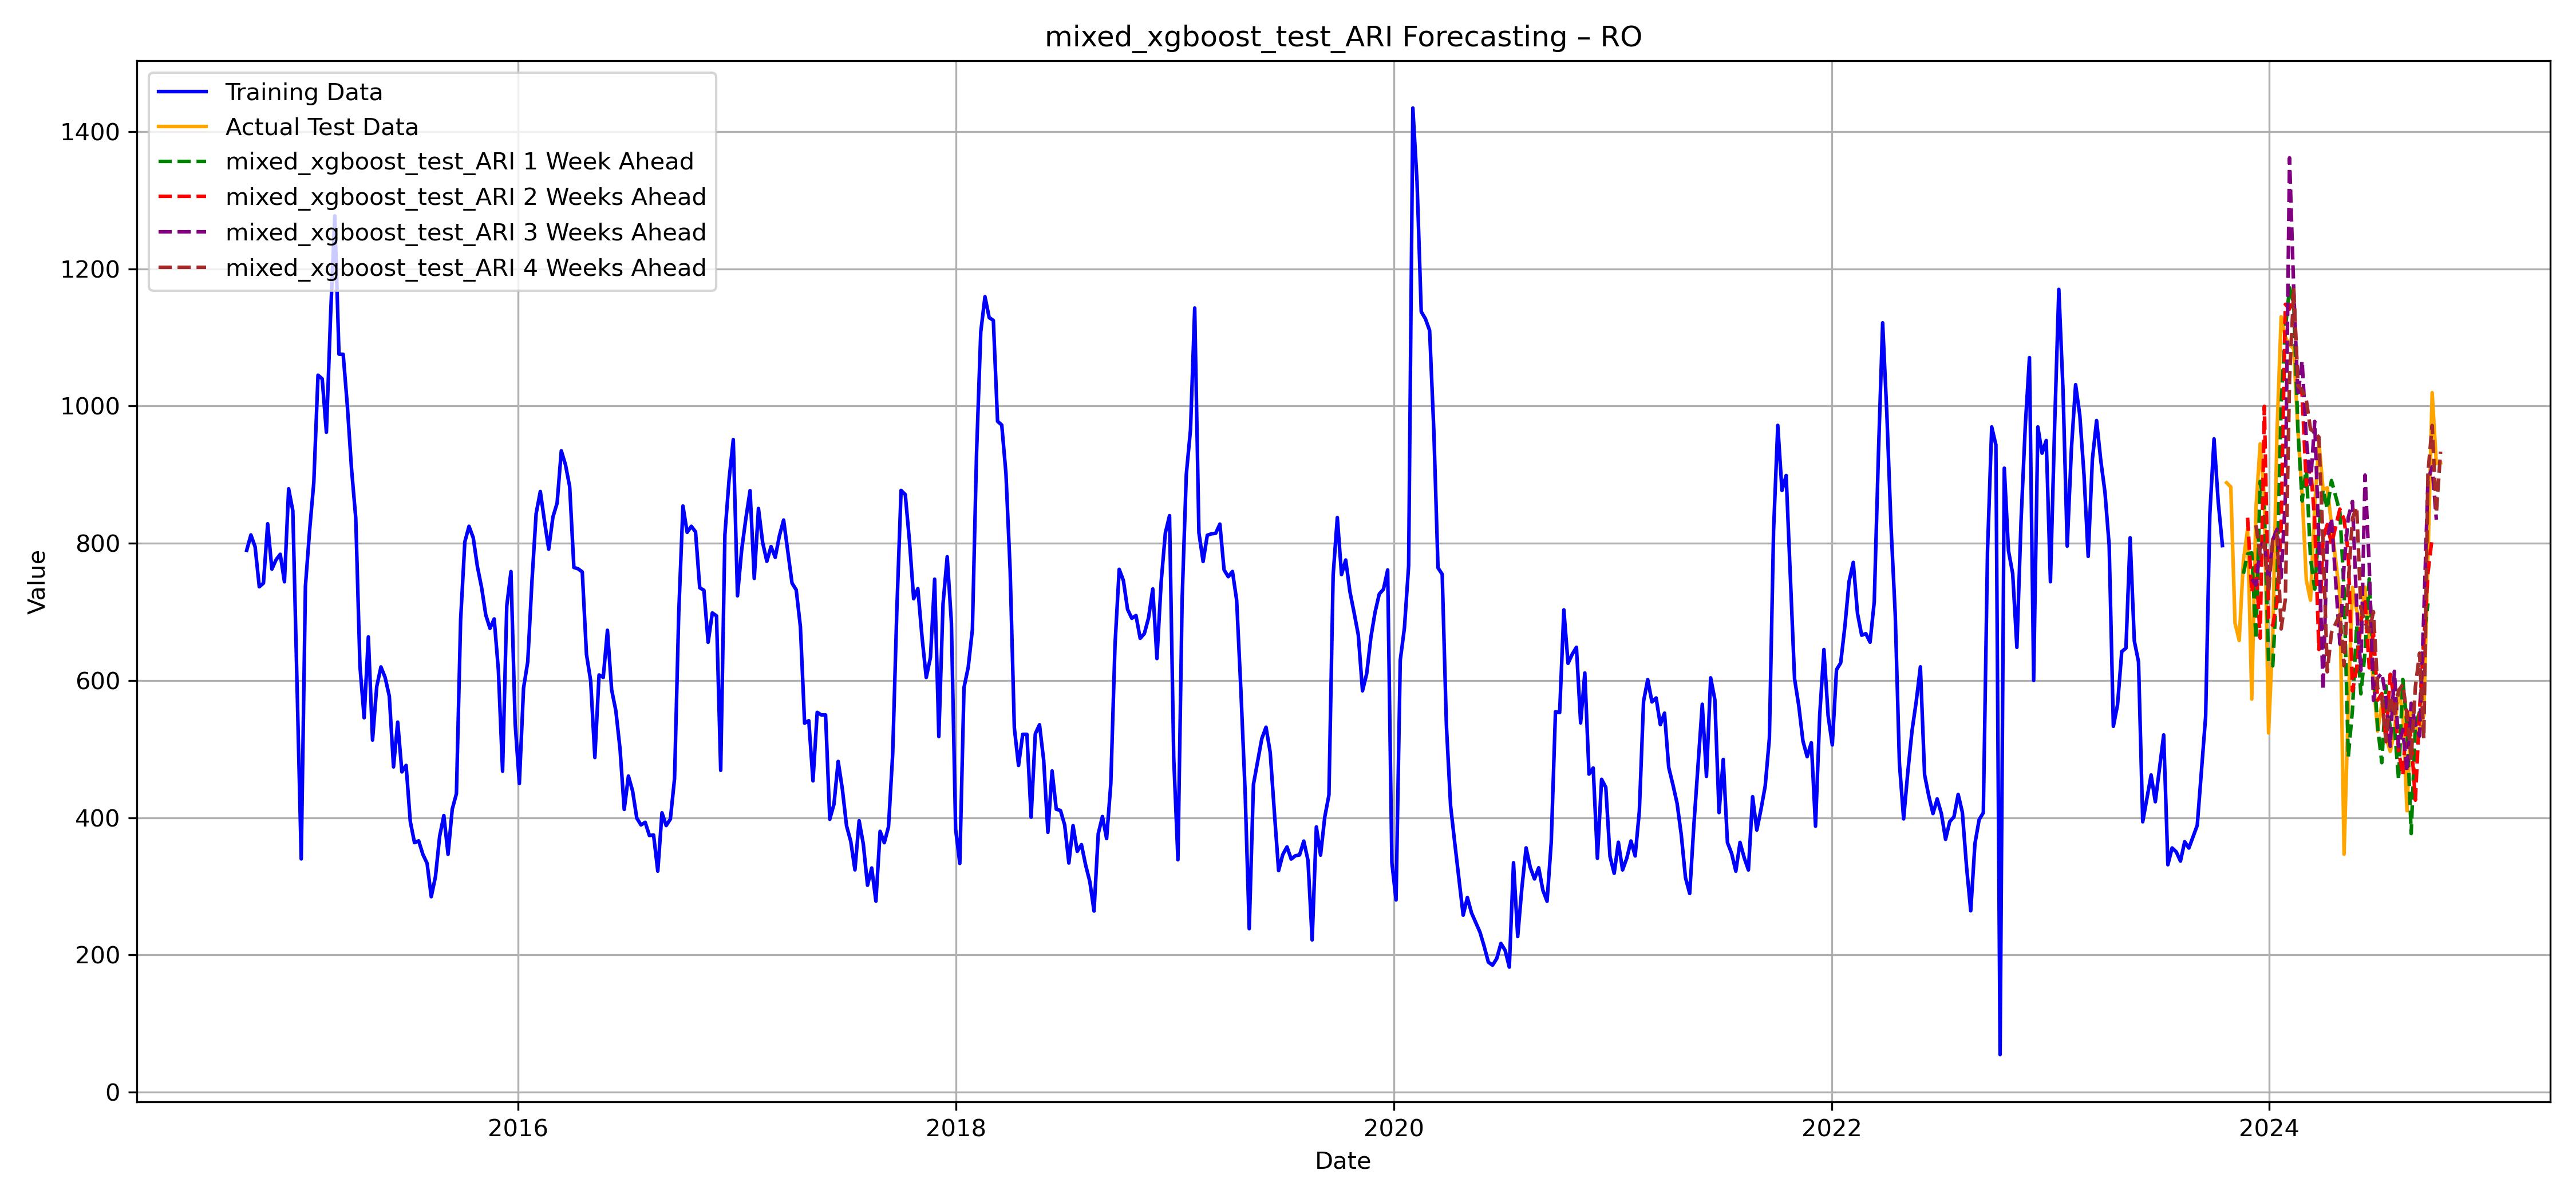 mixed_xgboost_test_ARI Forecasting – RO
Training Data
Actual Test Data
mixed_xgboost_test_ARI 1 Week Ahead
mixed_xgboost_test_ARI 2 Weeks Ahead
mixed_xgboost_test_ARI 3 Weeks Ahead
mixed_xgboost_test_ARI 4 Weeks Ahead
Value
1400
1200
1000
800
600
400
200
0
2016 2018 2020 2022 2024
Date